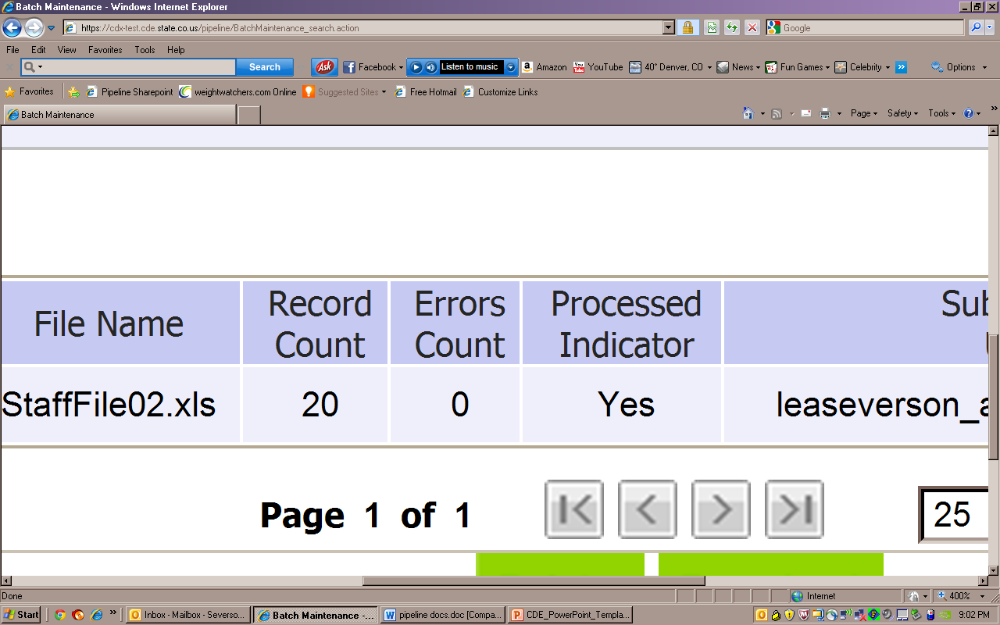 Batch Maintenance - Windows Internet Explorer
https://cdx-test.cde.state.co.us/pipeline/BatchMaintenance_search.action
Google
File Edit View Favorites Tools Help
Search Ask Facebook Listen to music Amazon YouTube 40° Denver, CO News Fun Games Celebrity » Options
Favorites Pipeline Sharepoint weightwatchers.com Online Suggested Sites Free Hotmail Customize Links
Batch Maintenance Page Safety Tools »
File Name
Record
Count
Errors
Count
Processed
Indicator
Sub
StaffFile02.xls 20 0 Yes leaseverson_a
Page 1 of 1 25
Done Internet 400%
Start » Inbox - Mailbox - Severso... Batch Maintenance -... pipeline docs.doc [Compa... CDE_PowerPoint_Templa... 9:02 PM